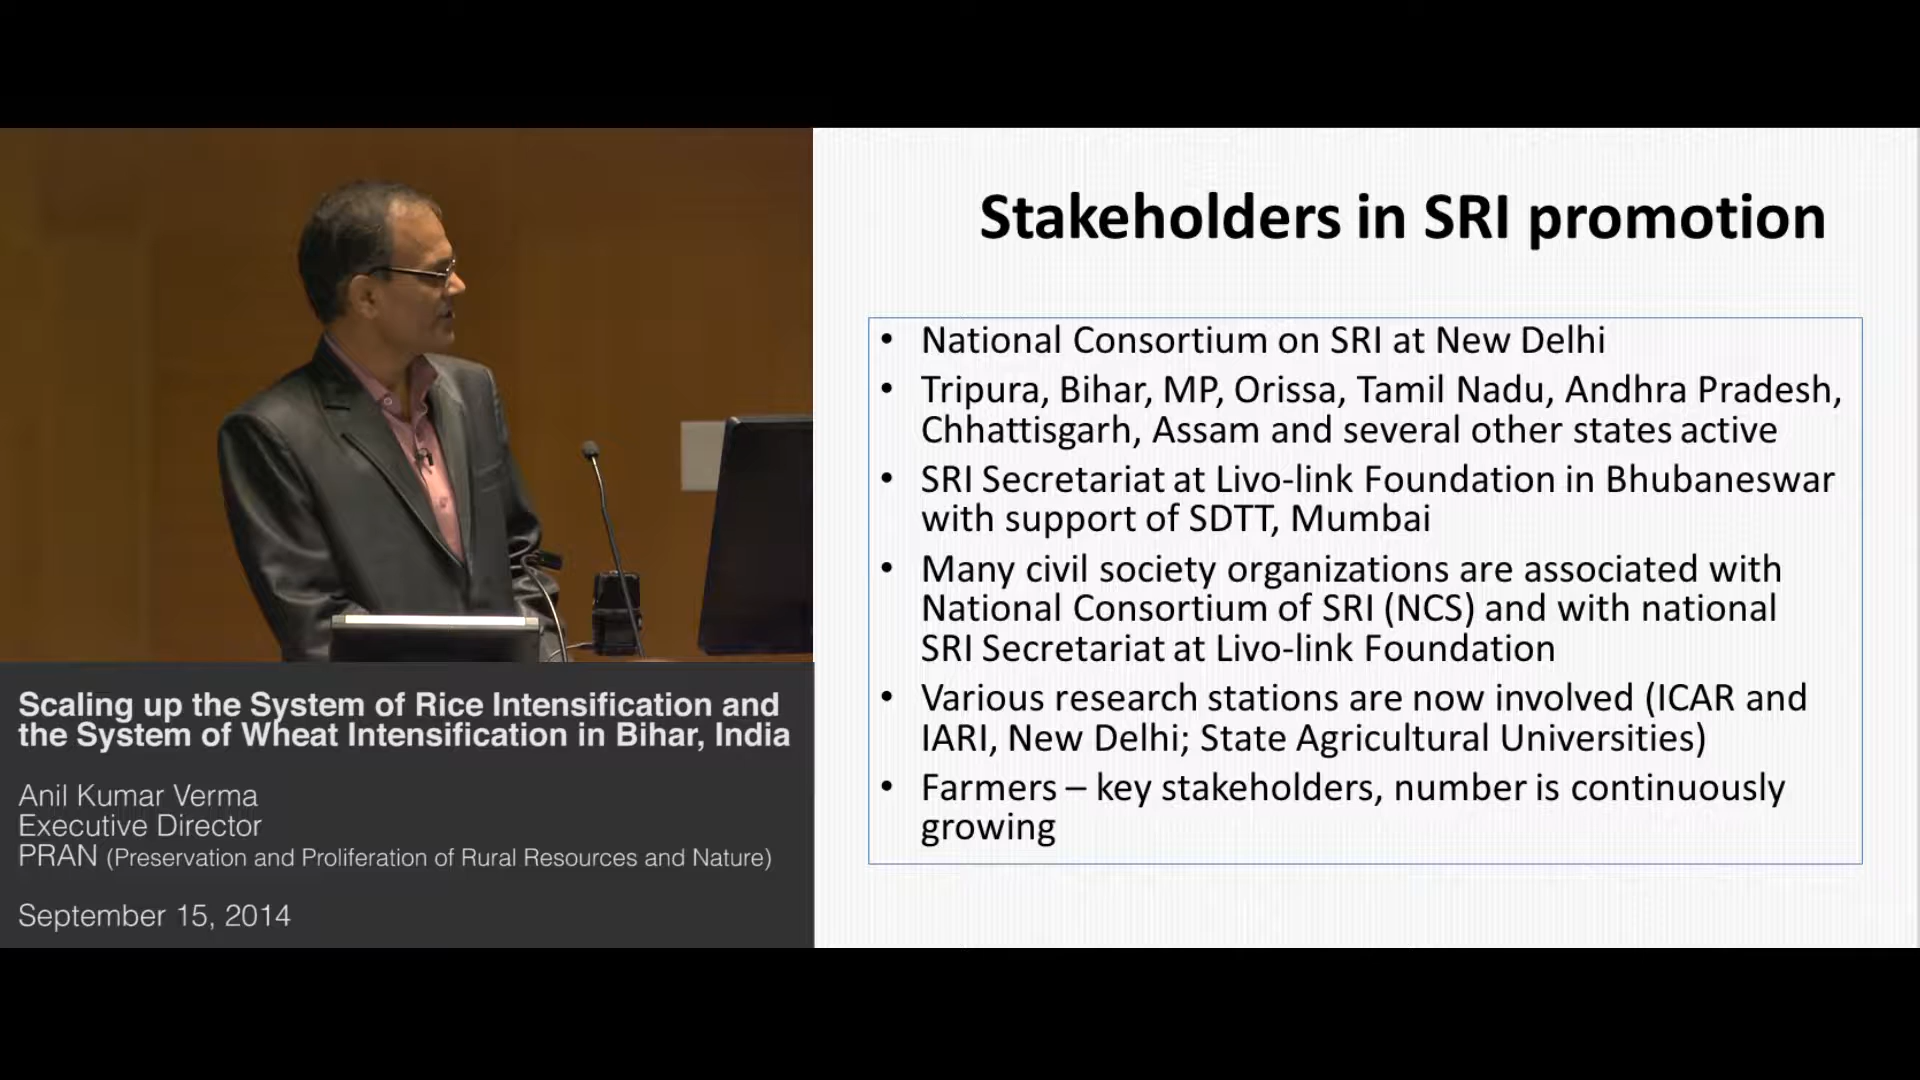 Stakeholders in SRI promotion
• National Consortium on SRI at New Delhi
• Tripura, Bihar, MP, Orissa, Tamil Nadu, Andhra Pradesh,
Chhattisgarh, Assam and several other states active
• SRI Secretariat at Livo-link Foundation in Bhubaneswar
with support of SDTT, Mumbai
• Many civil society organizations are associated with
National Consortium of SRI (NCS) and with national
SRI Secretariat at Livo-link Foundation
• Various research stations are now involved (ICAR and
IARI, New Delhi; State Agricultural Universities)
• Farmers – key stakeholders, number is continuously
growing
Scaling up the System of Rice Intensification and
the System of Wheat Intensification in Bihar, India
Anil Kumar Verma
Executive Director
PRAN (Preservation and Proliferation of Rural Resources and Nature)
September 15, 2014